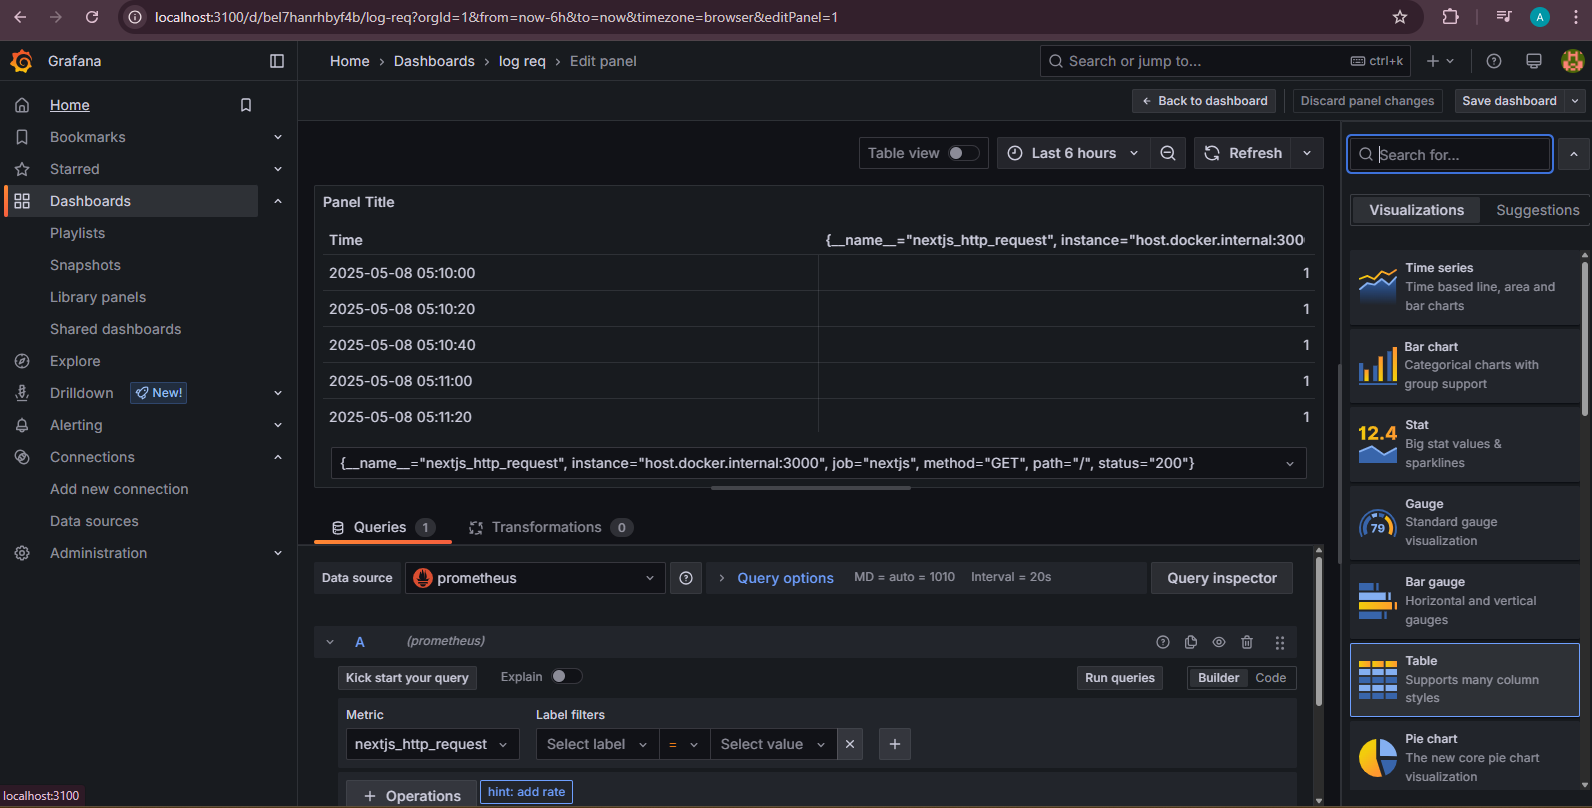 localhost:3100/d/bel7hanrhbyf4b/log-req?orgId=1&from=now-6h&to=now&timezone=browser&editPanel=1
A
Grafana
Home › Dashboards › log req › Edit panel
Search or jump to...
ctrl+k
Home
Bookmarks
Starred
Dashboards
Playlists
Snapshots
Library panels
Shared dashboards
Explore
Drilldown
New!
Alerting
Connections
Add new connection
Data sources
Administration
localhost:3100
Back to dashboard
Discard panel changes
Save dashboard
Table view
Last 6 hours
Refresh
Panel Title
Time {__name__="nextjs_http_request", instance="host.docker.internal:300
2025-05-08 05:10:00 1
2025-05-08 05:10:20 1
2025-05-08 05:10:40 1
2025-05-08 05:11:00 1
2025-05-08 05:11:20 1
{__name__="nextjs_http_request", instance="host.docker.internal:3000", job="nextjs", method="GET", path="/", status="200"}
Queries 1
Transformations 0
Data source
prometheus
Query options
MD = auto = 1010
Interval = 20s
Query inspector
A
(prometheus)
Kick start your query
Explain
Run queries
Builder
Code
Metric
Label filters
nextjs_http_request
Select label
=
Select value
+ Operations
hint: add rate
Search for...
Visualizations
Suggestions
Time series
Time based line, area and
bar charts
Bar chart
Categorical charts with
group support
12.4
Stat
Big stat values &
sparklines
79
Gauge
Standard gauge
visualization
Bar gauge
Horizontal and vertical
gauges
Table
Supports many column
styles
Pie chart
The new core pie chart
visualization